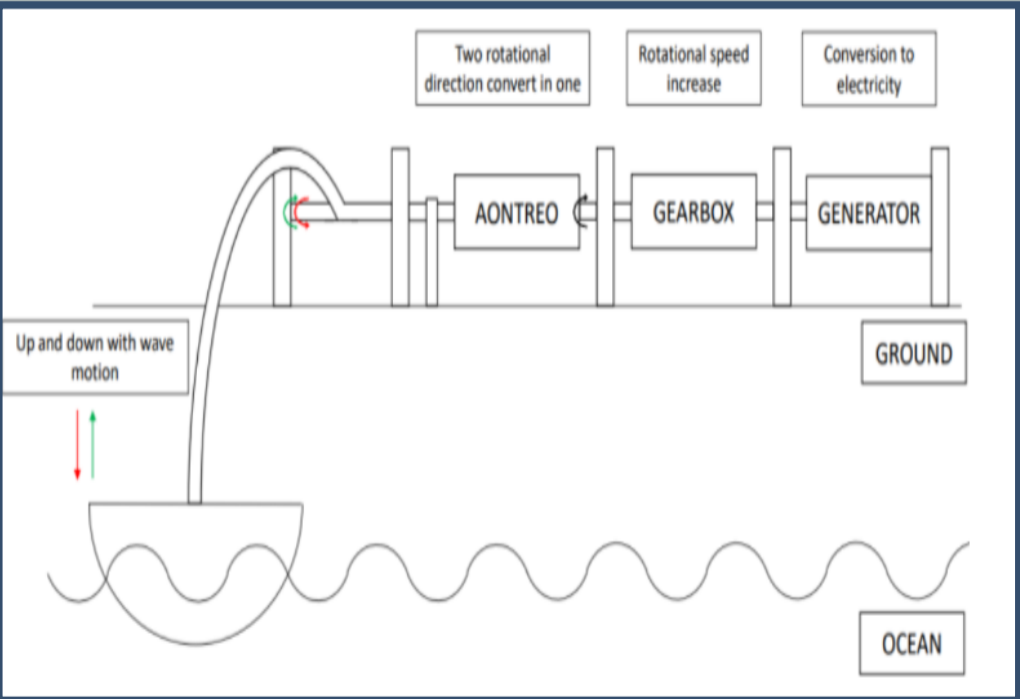 Two rotational
direction convert in one
Rotational speed
increase
Conversion to
electricity
AONTREO
GEARBOX
GENERATOR
Up and down with wave
motion
GROUND
OCEAN